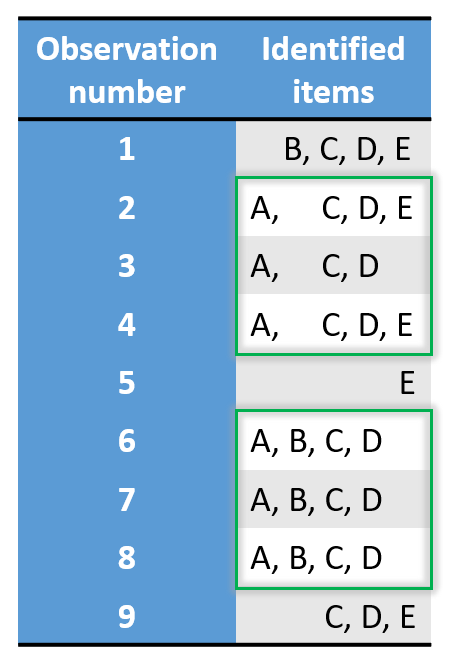 Observation number Identified items
1 B, C, D, E
2 A, C, D, E
3 A, C, D
4 A, C, D, E
5 E
6 A, B, C, D
7 A, B, C, D
8 A, B, C, D
9 C, D, E